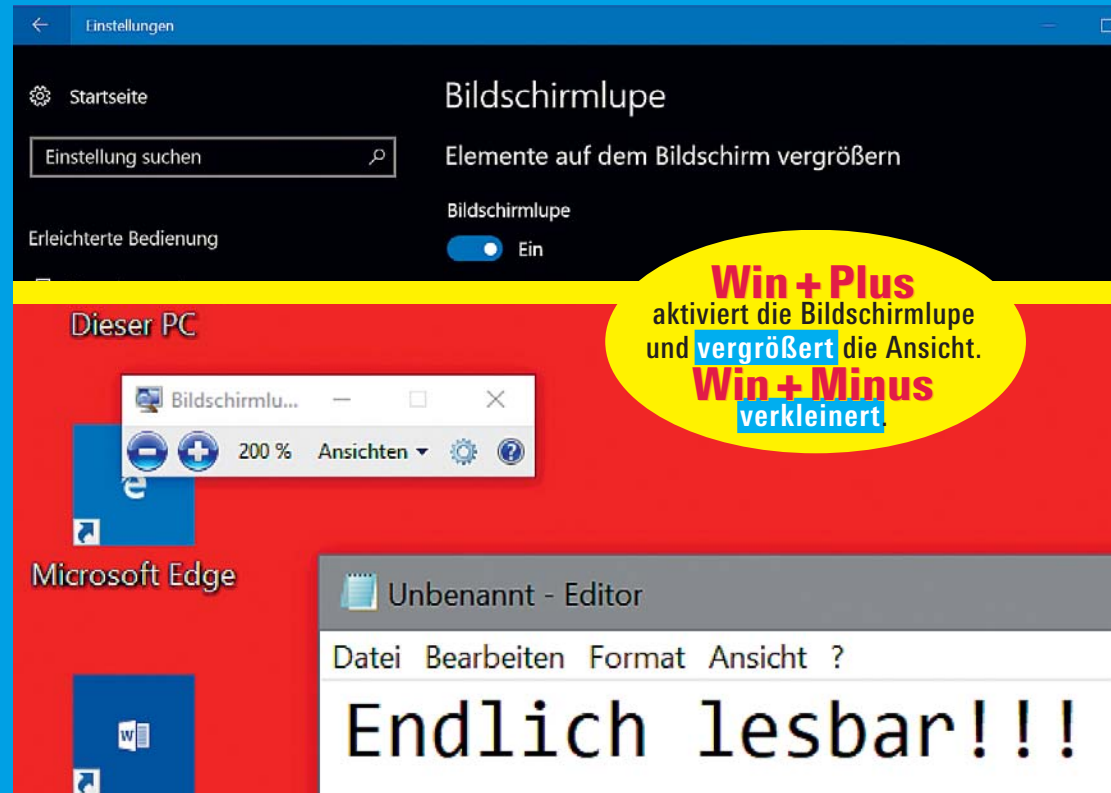 Einstellungen
Startseite
Einstellung suchen
Erleichterte Bedienung
Bildschirmlupe
Elemente auf dem Bildschirm vergrößern
Bildschirmlupe
Ein
Win + Plus
aktiviert die Bildschirmlupe
und vergrößert die Ansicht.
Win + Minus
verkleinert.
Dieser PC
Bildschirmlu...
200 % Ansichten
Microsoft Edge
Unbenannt - Editor
Datei Bearbeiten Format Ansicht ?
Endlich lesbar!!!